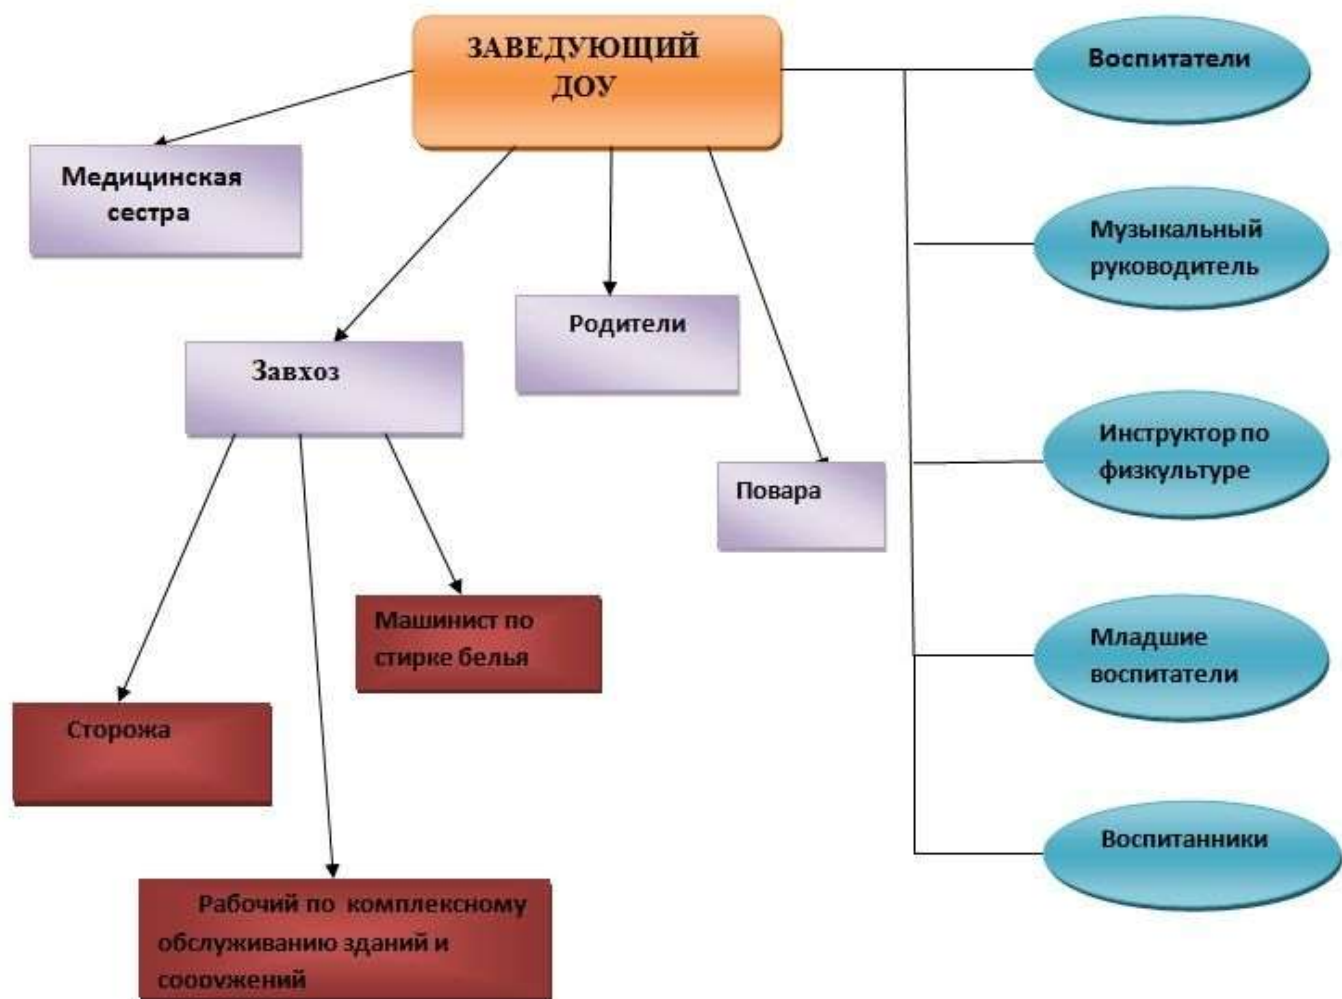 ЗАВЕДУЮЩИЙ
ДОУ
Воспитатели
Медицинская
сестра
Музыкальный
руководитель
Родители
Завхоз
Инструктор по
физкультуре
Повара
Машинист по
стирке белья
Младшие
воспитатели
Сторожа
Воспитанники
Рабочий по комплексному
обслуживанию зданий и
сооружений